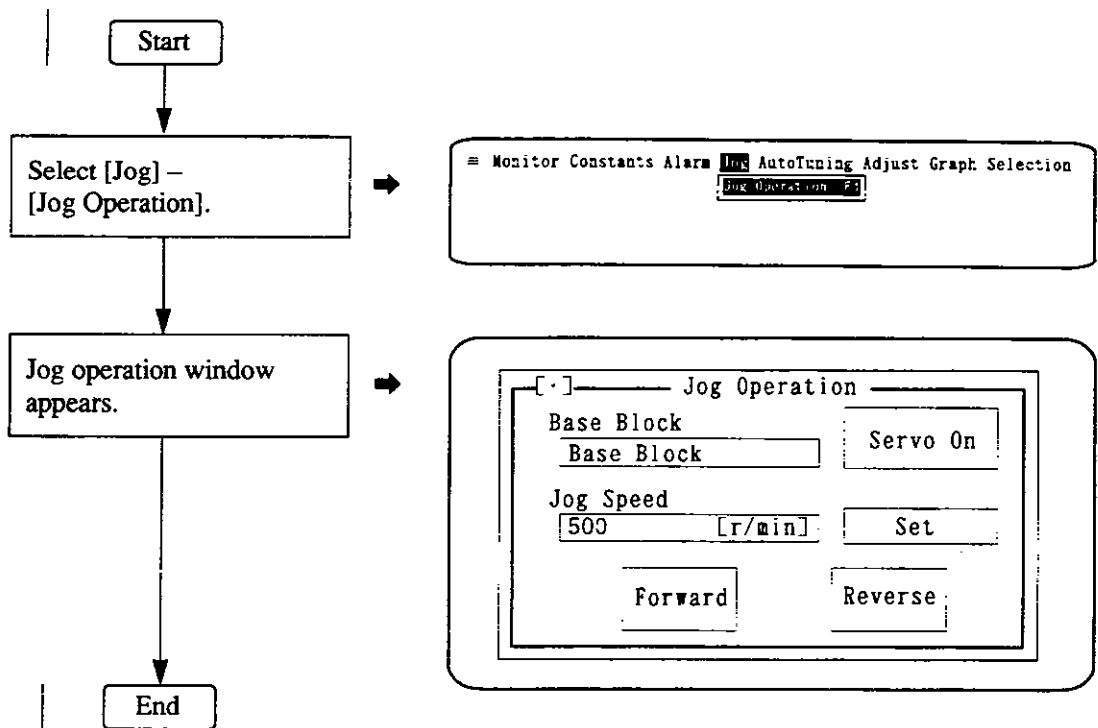 Start
Select [Jog] –
[Jog Operation].
≡ Monitor Constants Alarm Jog AutoTuning Adjust Graph Selection
Jog Operation
Jog operation window
appears.
[·] Jog Operation
Base Block
Base Block
Servo On
Jog Speed
500 [r/min]
Set
Forward
Reverse
End